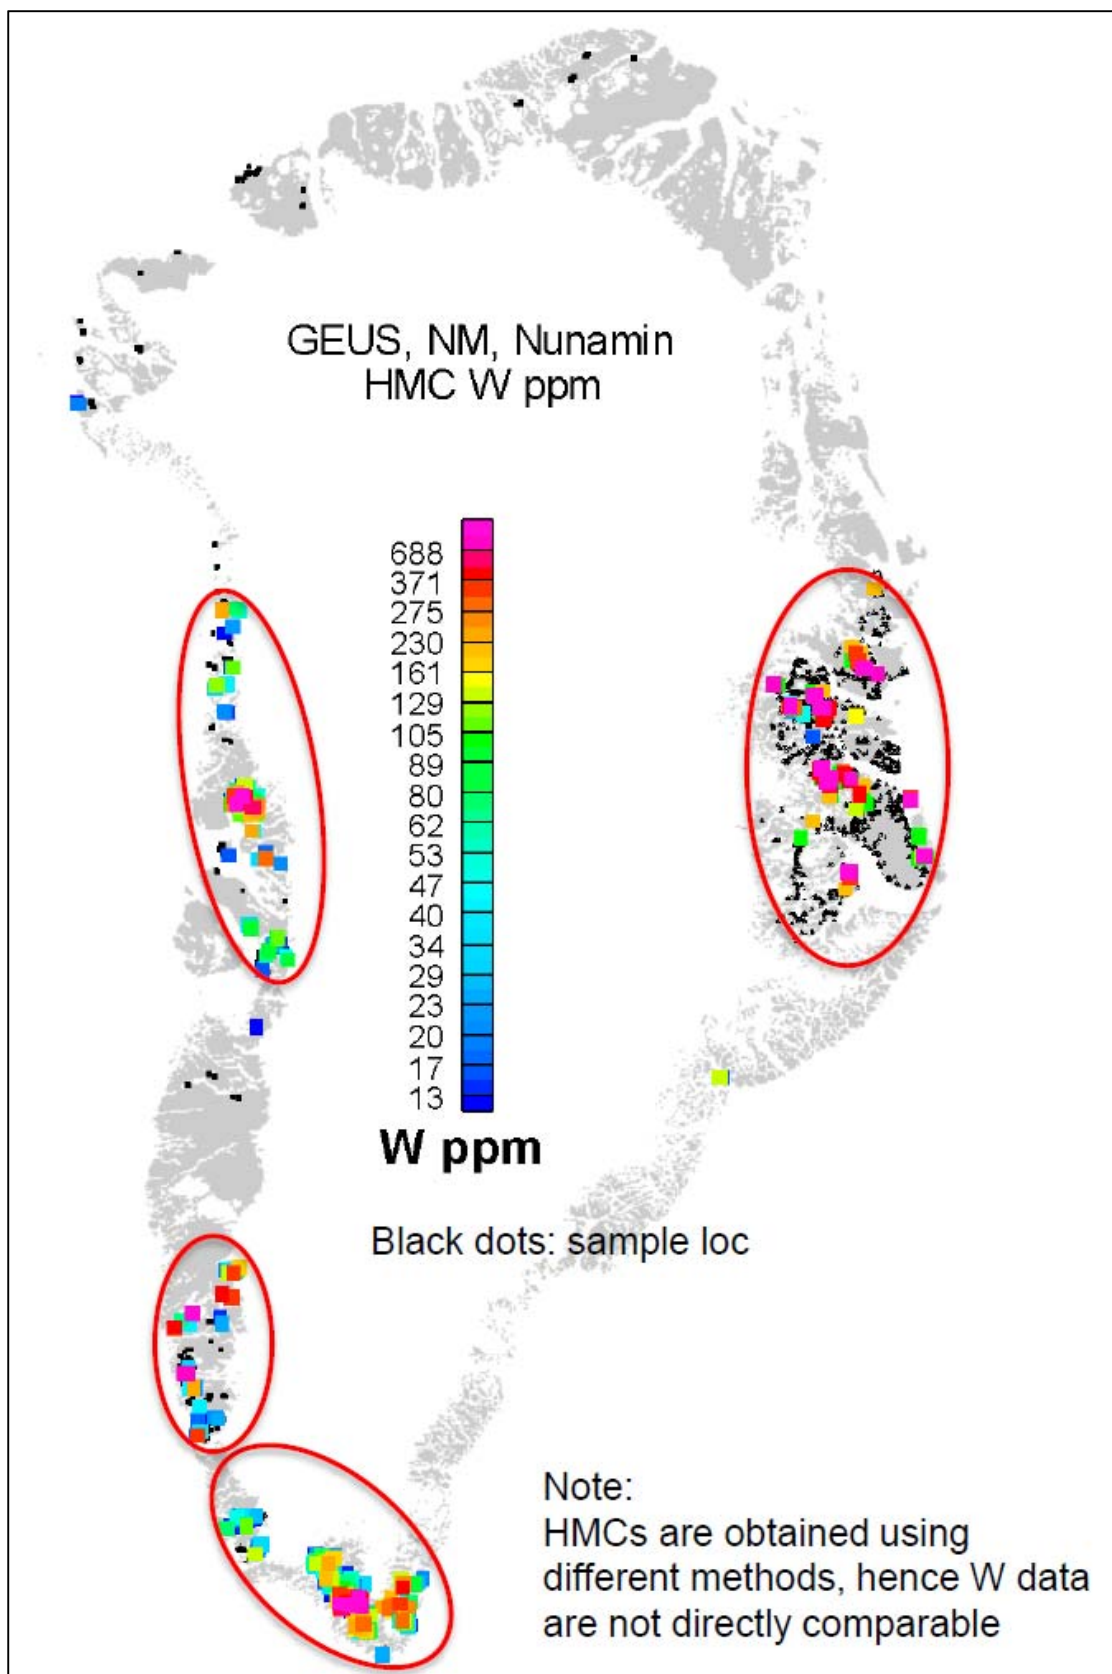 GEUS, NM, Nunamin
HMC W ppm
688
371
275
230
161
129
105
89
80
62
53
47
40
34
29
23
20
17
13
W ppm
Black dots: sample loc
Note:
HMCs are obtained using
different methods, hence W data
are not directly comparable